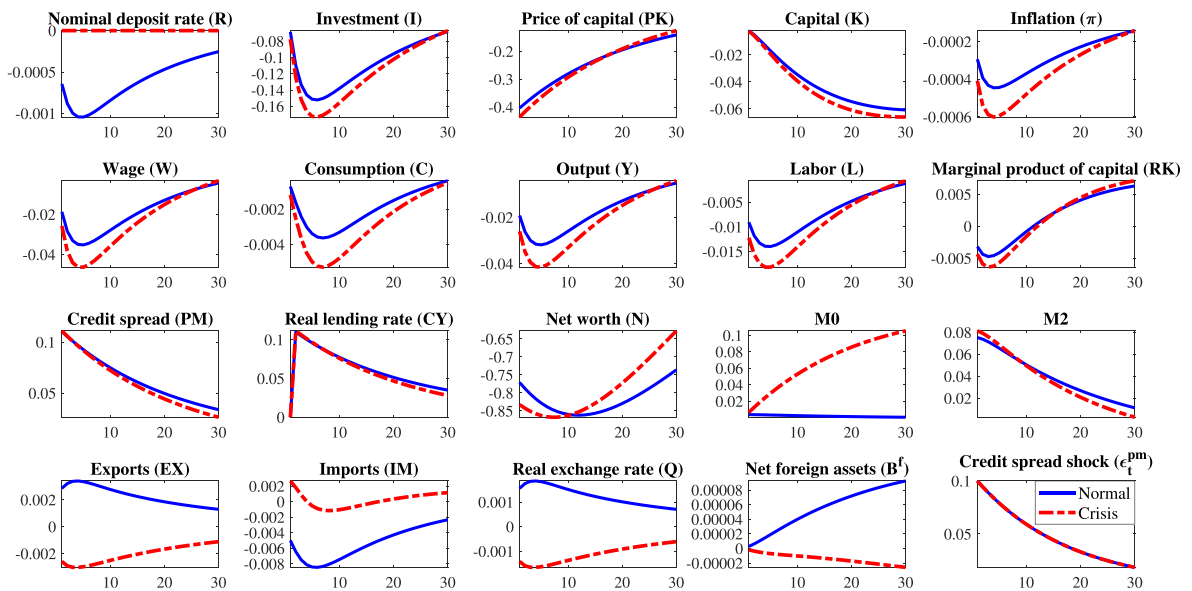 Nominal deposit rate (R)
0
-0.0005
-0.001
10 20 30
Investment (I)
-0.08
-0.1
-0.12
-0.14
-0.16
10 20 30
Price of capital (PK)
-0.2
-0.3
-0.4
10 20 30
Capital (K)
-0.02
-0.04
-0.06
10 20 30
Inflation (π)
-0.0002
-0.0004
-0.0006
10 20 30
Wage (W)
-0.02
-0.04
10 20 30
Consumption (C)
-0.002
-0.004
10 20 30
Output (Y)
-0.02
-0.04
10 20 30
Labor (L)
-0.005
-0.01
-0.015
10 20 30
Marginal product of capital (RK)
0.005
0
-0.005
10 20 30
Credit spread (PM)
0.1
0.05
10 20 30
Real lending rate (CY)
0.1
0.05
0
10 20 30
Net worth (N)
-0.65
-0.7
-0.75
-0.8
-0.85
10 20 30
M0
0.1
0.08
0.06
0.04
0.02
10 20 30
M2
0.08
0.06
0.04
0.02
10 20 30
Exports (EX)
0.002
0
-0.002
10 20 30
Imports (IM)
0.002
0
-0.002
-0.004
-0.006
-0.008
10 20 30
Real exchange rate (Q)
0.001
0
-0.001
10 20 30
Net foreign assets (B^f)
0.00008
0.00006
0.00004
0.00002
0
-0.00002
10 20 30
Credit spread shock (ϵ_t^pm)
0.1
0.05
10 20 30
Normal
Crisis